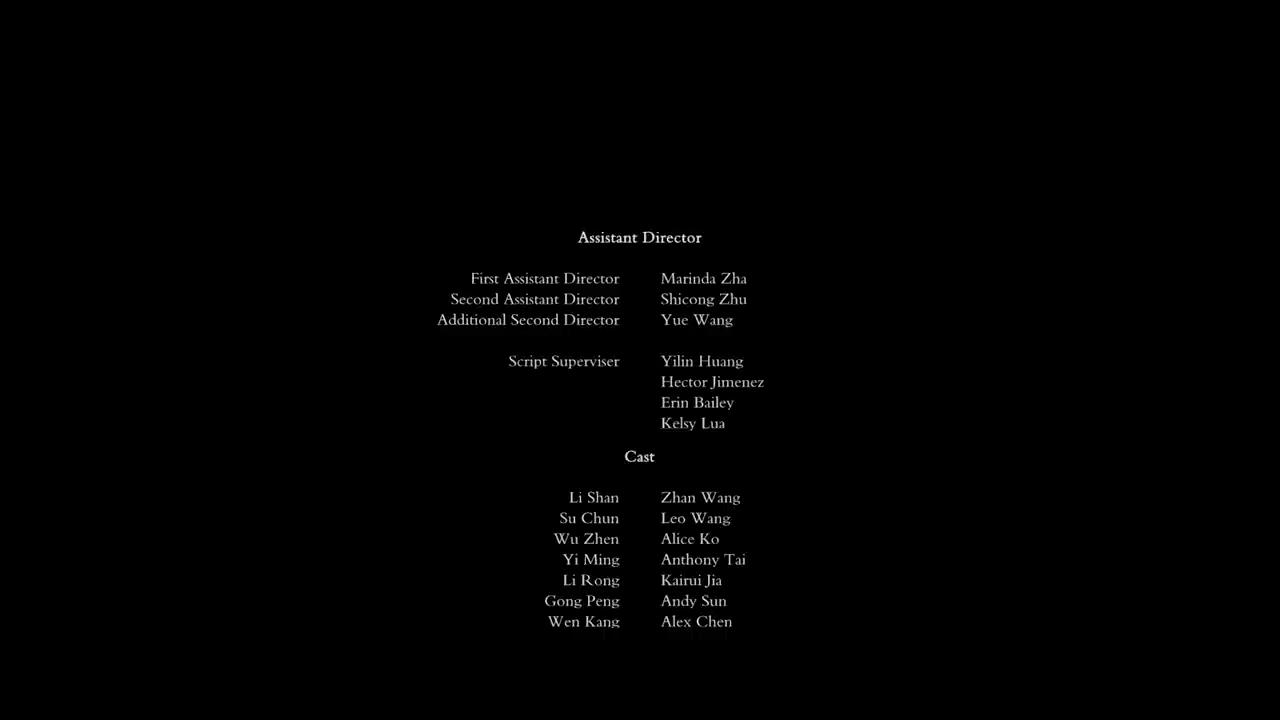 Assistant Director
First Assistant Director Marinda Zha
Second Assistant Director Shicong Zhu
Additional Second Director Yue Wang
Script Superviser Yilin Huang
Hector Jimenez
Erin Bailey
Kelsy Lua
Cast
Li Shan Zhan Wang
Su Chun Leo Wang
Wu Zhen Alice Ko
Yi Ming Anthony Tai
Li Rong Kairui Jia
Gong Peng Andy Sun
Wen Kang Alex Chen